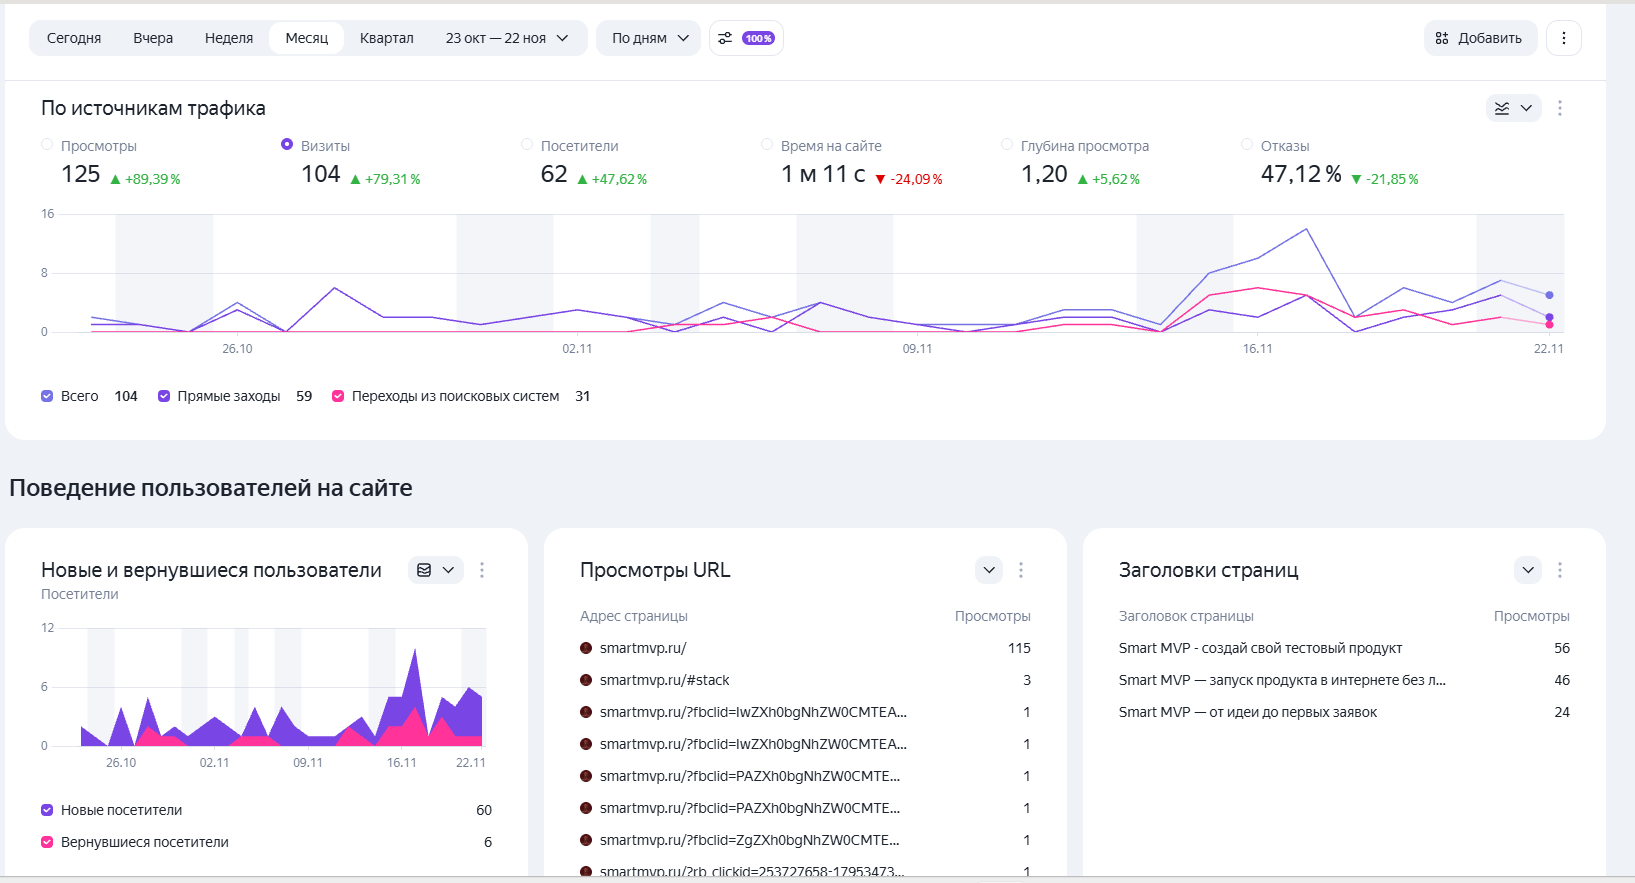 Сегодня Вчера Неделя Месяц Квартал 23 окт — 22 ноя По дням 100% Добавить
По источникам трафика
Просмотры Визиты Посетители Время на сайте Глубина просмотра Отказы
125 +89,39% 104 +79,31% 62 +47,62% 1 м 11 с -24,09% 1,20 +5,62% 47,12% -21,85%
16
8
0
26.10 02.11 09.11 16.11 22.11
Всего 104 Прямые заходы 59 Переходы из поисковых систем 31
Поведение пользователей на сайте
Новые и вернувшиеся пользователи
Посетители
12
6
0
26.10 02.11 09.11 16.11 22.11
Новые посетители 60
Вернувшиеся посетители 6
Просмотры URL
Адрес страницы Просмотры
smartmvp.ru/ 115
smartmvp.ru/#stack 3
smartmvp.ru/?fbclid=IwZXh0bgNhZW0CMTEA... 1
smartmvp.ru/?fbclid=IwZXh0bgNhZW0CMTEA... 1
smartmvp.ru/?fbclid=PAZXh0bgNhZW0CMTE... 1
smartmvp.ru/?fbclid=PAZXh0bgNhZW0CMTE... 1
smartmvp.ru/?fbclid=ZgZXh0bgNhZW0CMTE... 1
smartmvp.ru/?rb_clickid=253727658-17953473... 1
Заголовки страниц
Заголовок страницы Просмотры
Smart MVP - создай свой тестовый продукт 56
Smart MVP — запуск продукта в интернете без л... 46
Smart MVP — от идеи до первых заявок 24